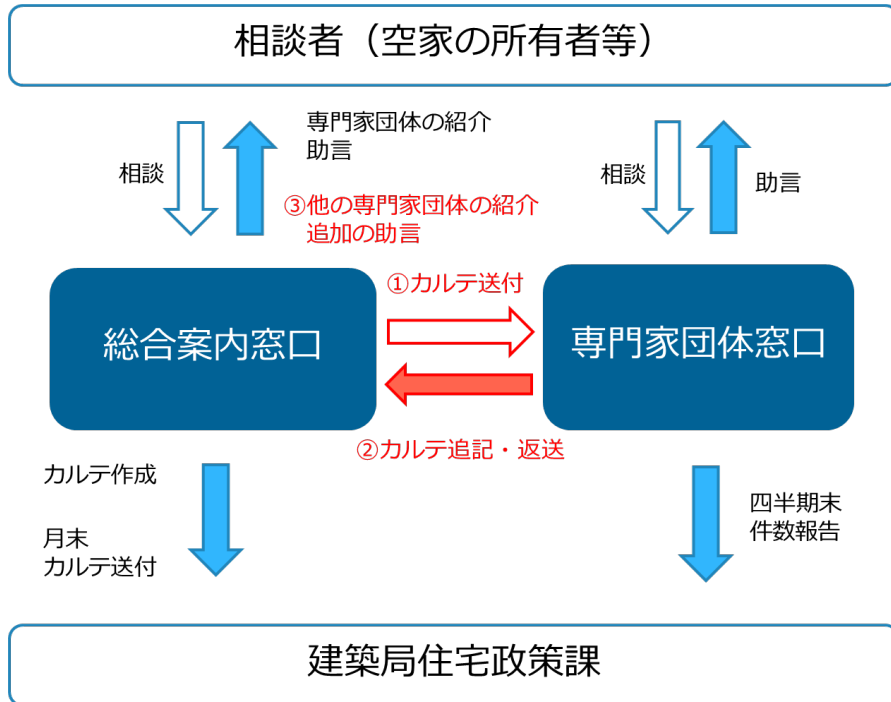 相談者（空家の所有者等）
専門家団体の紹介
助言
相談
③他の専門家団体の紹介
追加の助言
相談
助言
①カルテ送付
総合案内窓口
専門家団体窓口
②カルテ追記・返送
カルテ作成
月末
カルテ送付
四半期末
件数報告
建築局住宅政策課